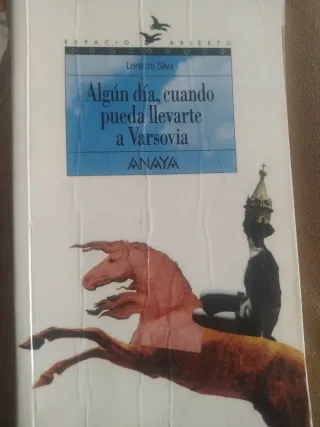 ESPACIO ABIERTO
Lorenzo Silva
Algún día, cuando
pueda llevarte
a Varsovia
ANAYA